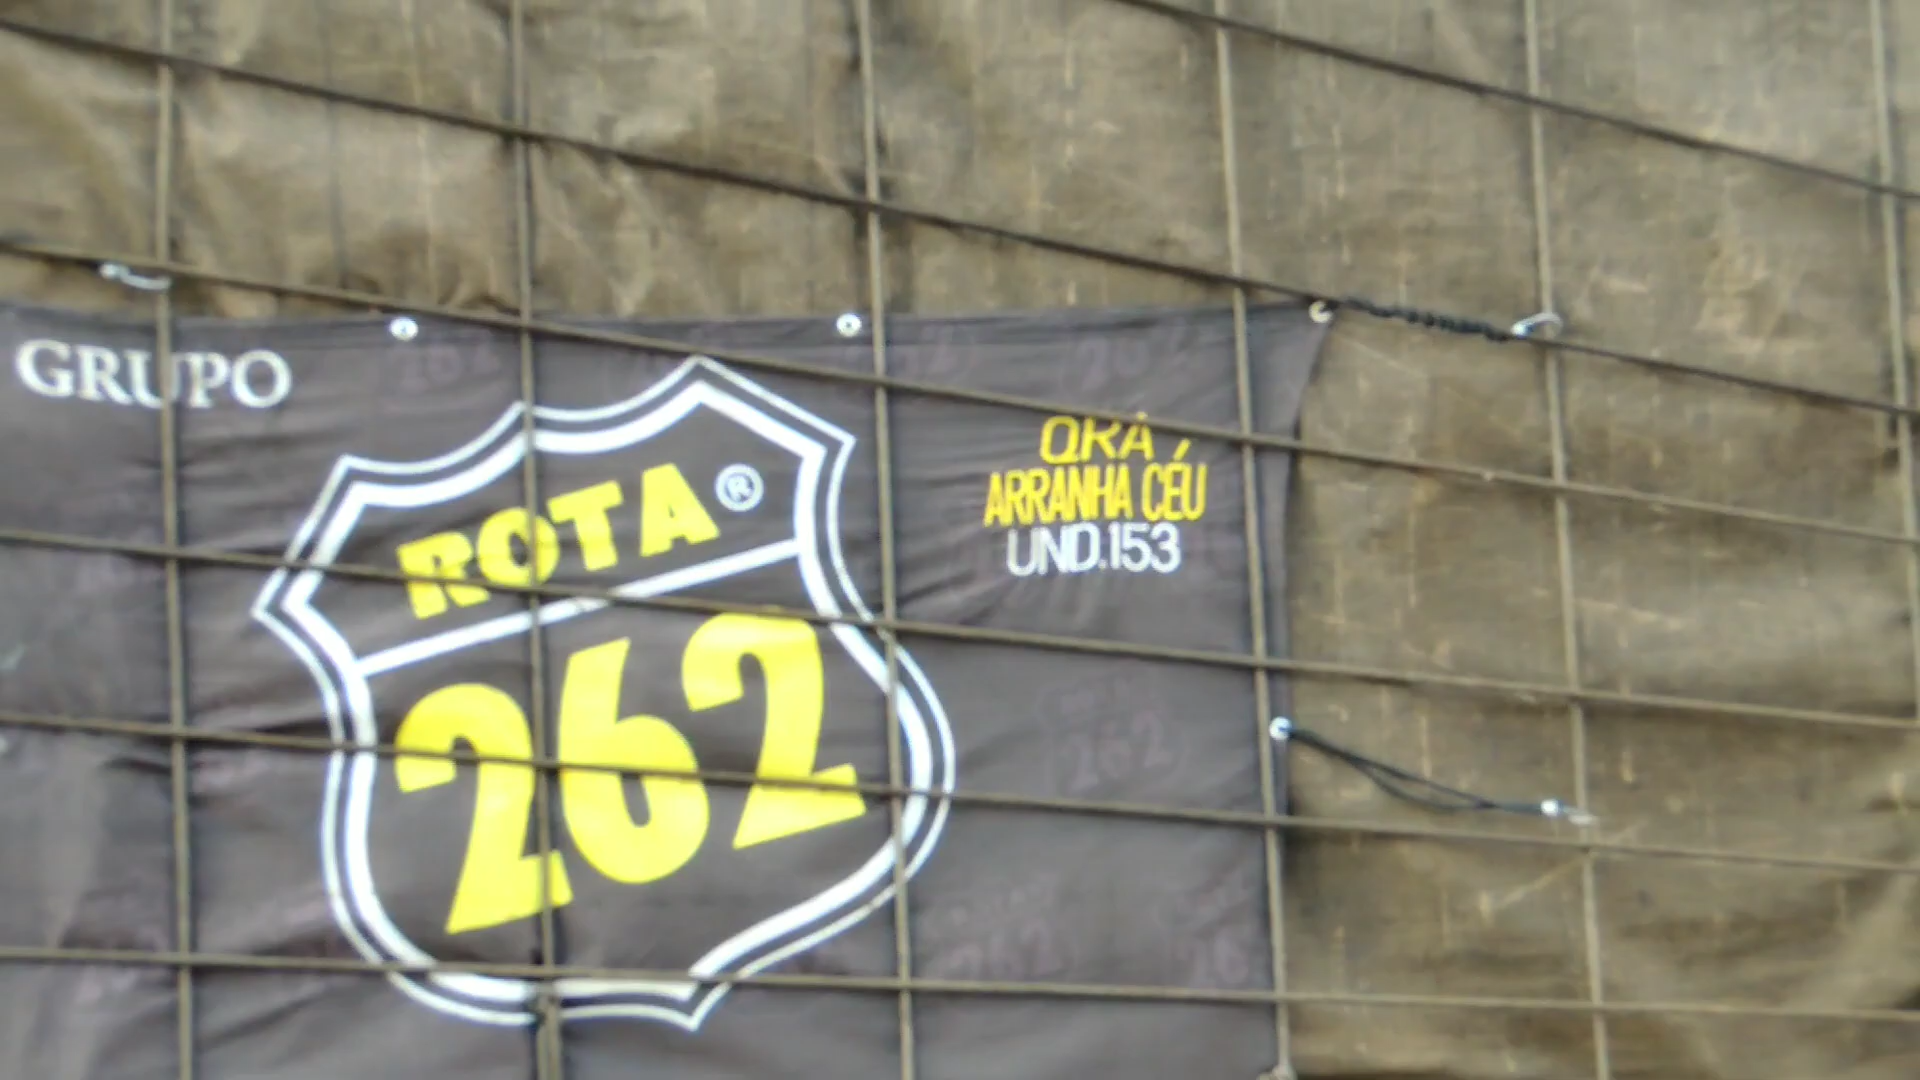 GRUPO
ROTA ®
262
QRA
ARRANHA CÉU
UND.153